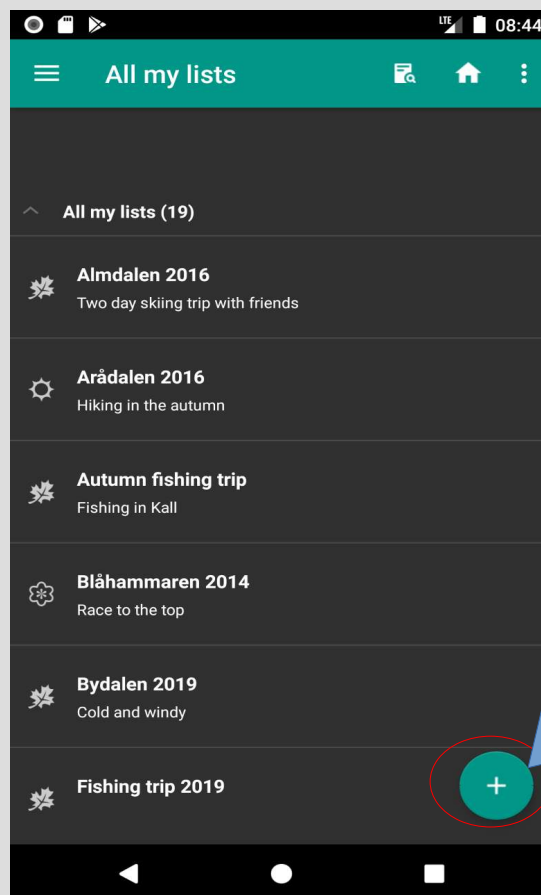 LTE 08:44
All my lists
All my lists (19)
Almdalen 2016
Two day skiing trip with friends
Arådalen 2016
Hiking in the autumn
Autumn fishing trip
Fishing in Kall
Blåhammaren 2014
Race to the top
Bydalen 2019
Cold and windy
Fishing trip 2019